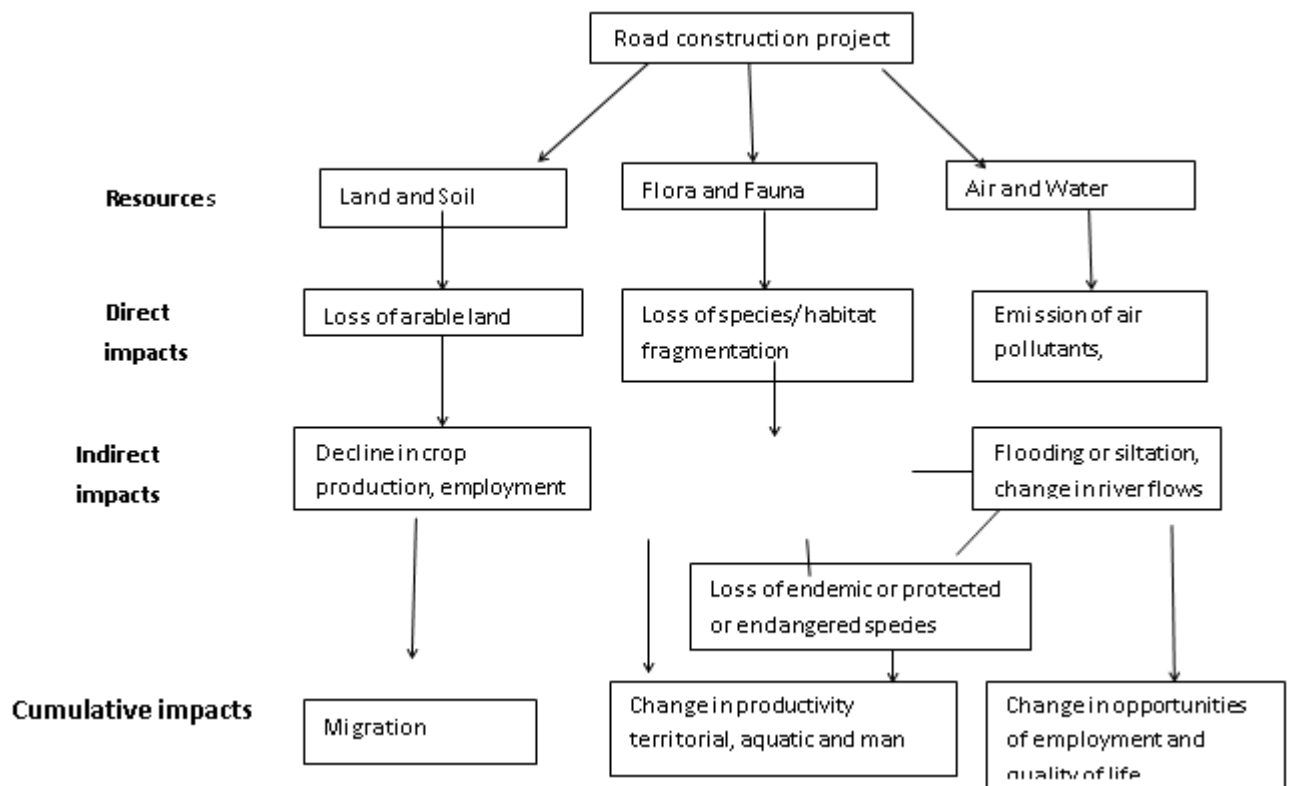 Road construction project
Resources
Land and Soil
Flora and Fauna
Air and Water
Direct
impacts
Loss of arable land
Loss of species/ habitat
fragmentation
Emission of air
pollutants,
Indirect
impacts
Decline in crop
production, employment
Flooding or siltation,
change in river flows
Loss of endemic or protected
or endangered species
Cumulative impacts
Migration
Change in productivity
territorial, aquatic and man
Change in opportunities
of employment and
quality of life